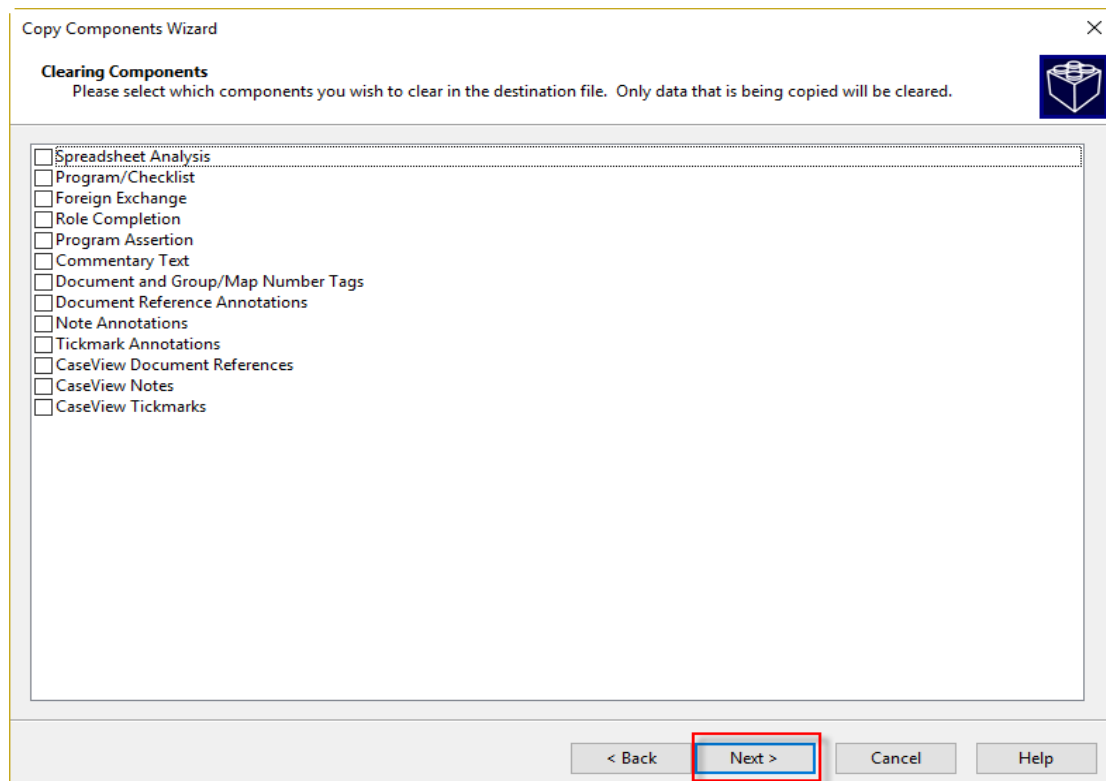 Copy Components Wizard
Clearing Components
Please select which components you wish to clear in the destination file.  Only data that is being copied will be cleared.
Spreadsheet Analysis
Program/Checklist
Foreign Exchange
Role Completion
Program Assertion
Commentary Text
Document and Group/Map Number Tags
Document Reference Annotations
Note Annotations
Tickmark Annotations
CaseView Document References
CaseView Notes
CaseView Tickmarks
< Back Next > Cancel Help